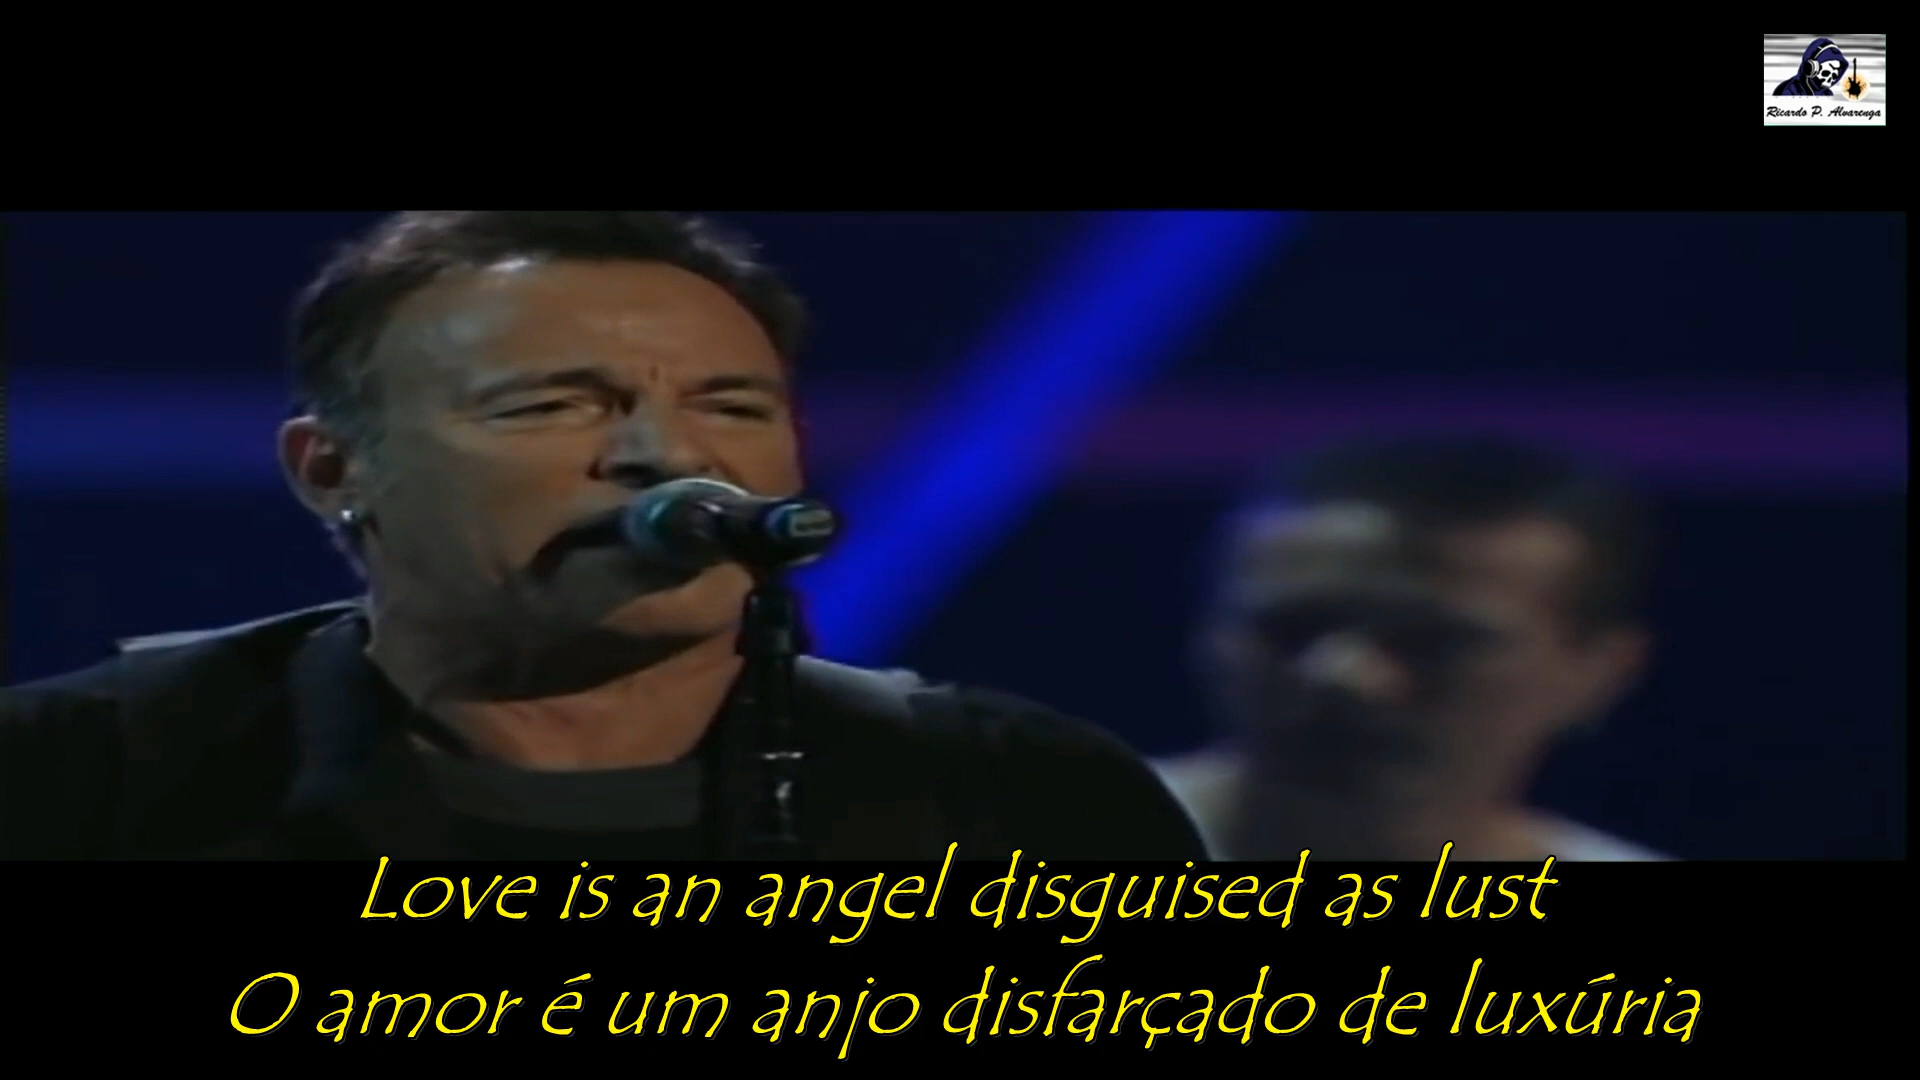 Ricardo P. Alvarenga
Love is an angel disguised as lust
O amor é um anjo disfarçado de luxúria